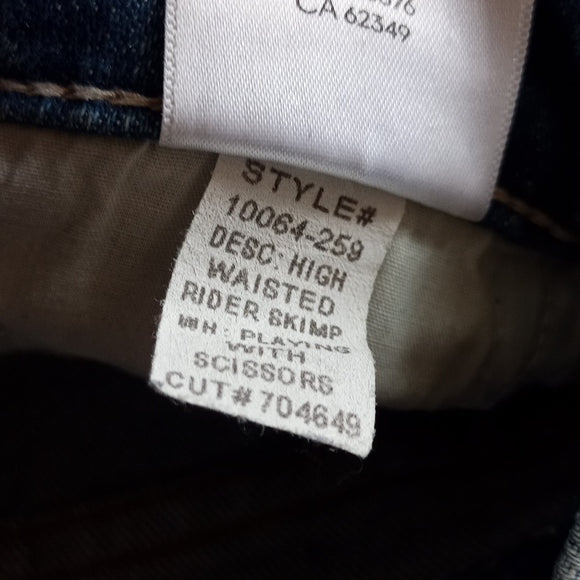 CA 62349
STYLE#
10064-259
DESC: HIGH
WAISTED
RIDER SKIMP
WH: PLAYING
WITH
SCISSORS
CUT# 704649